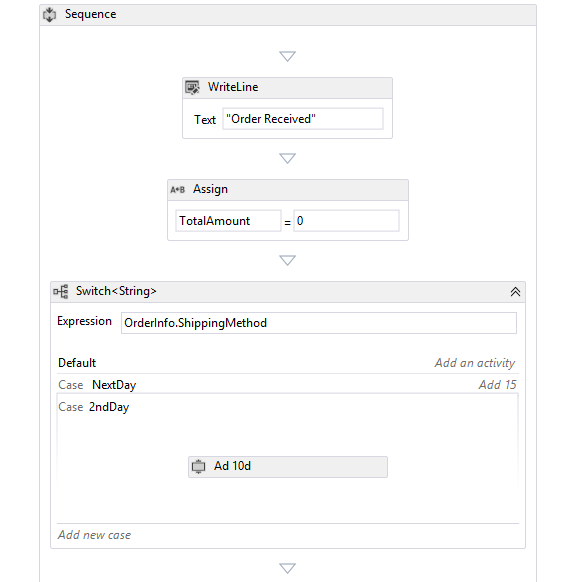 Sequence
WriteLine
Text "Order Received"
A+B Assign
TotalAmount = 0
Switch<String>
Expression OrderInfo.ShippingMethod
Default Add an activity
Case NextDay Add 15
Case 2ndDay
Ad 10d
Add new case